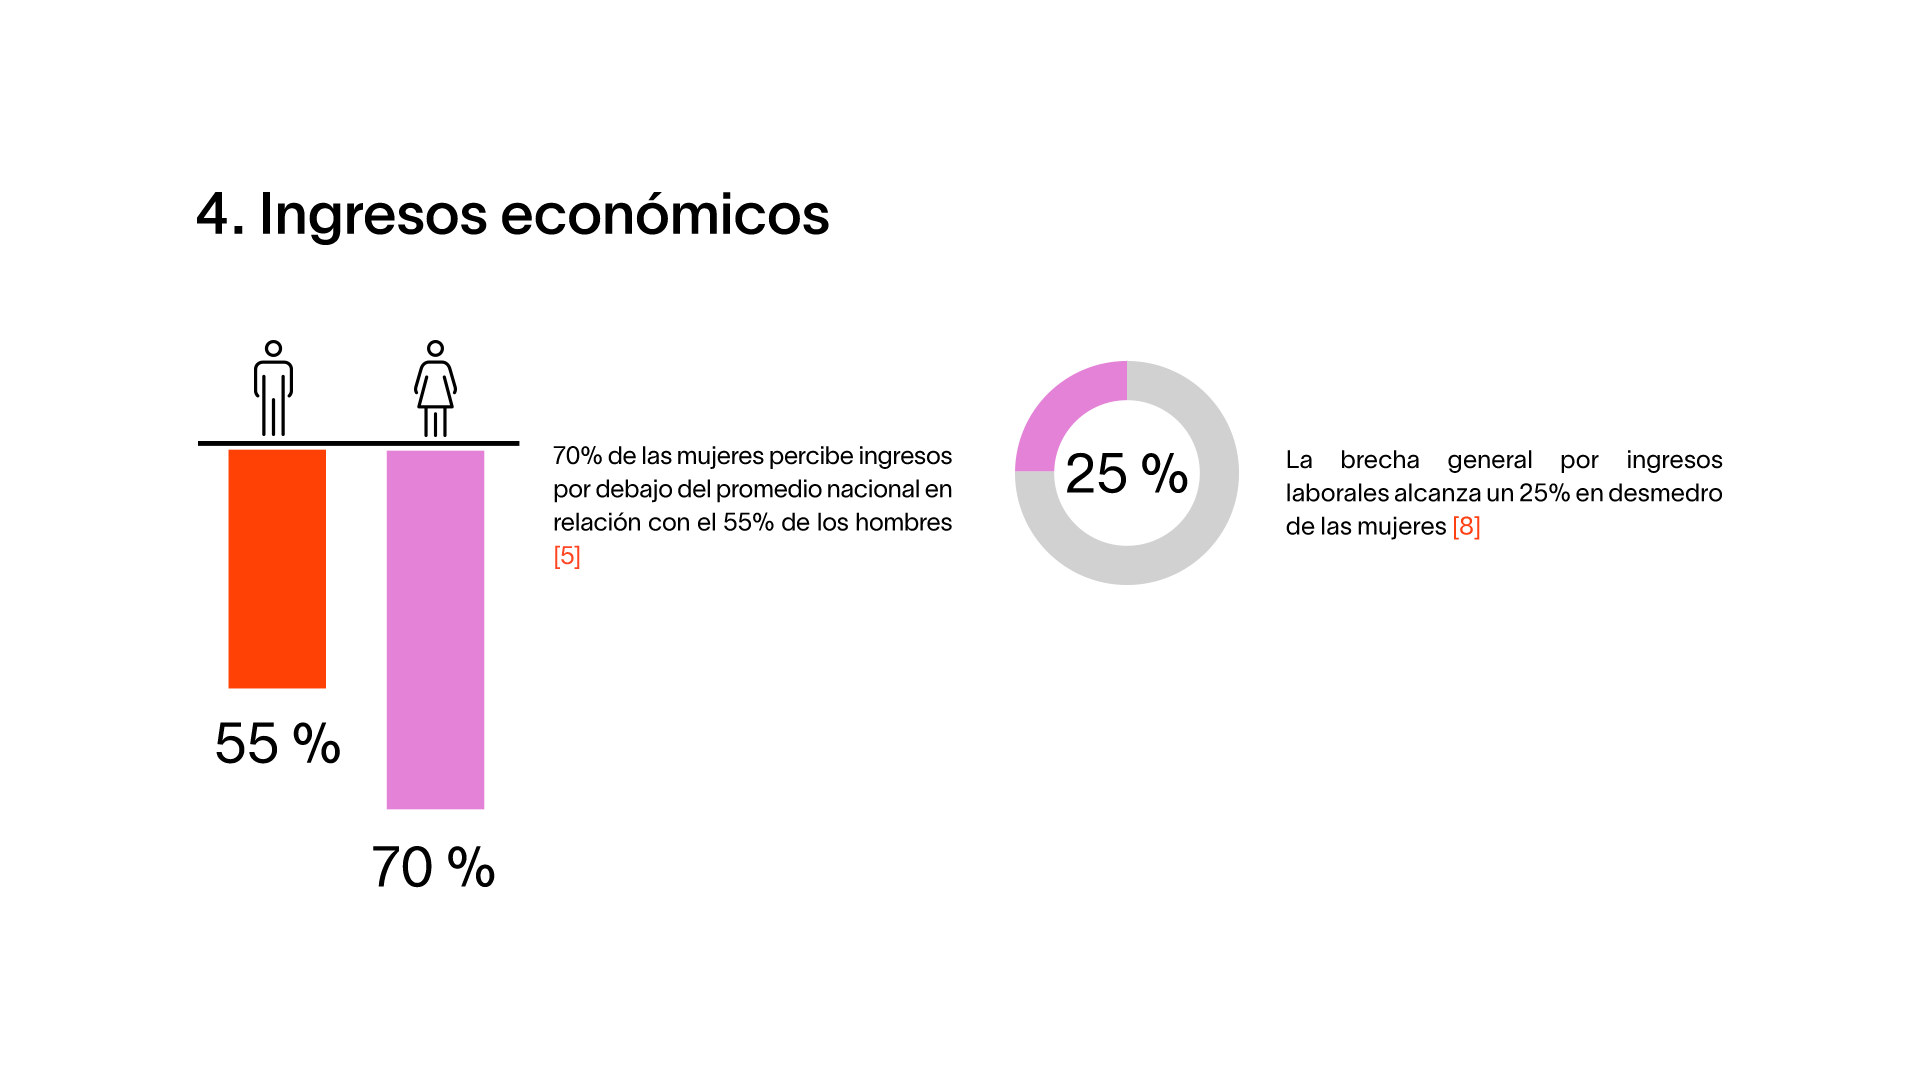 4. Ingresos económicos
55 %
70 %
70% de las mujeres percibe ingresos
por debajo del promedio nacional en
relación con el 55% de los hombres
[5]
25 %
La brecha general por ingresos
laborales alcanza un 25% en desmedro
de las mujeres [8]